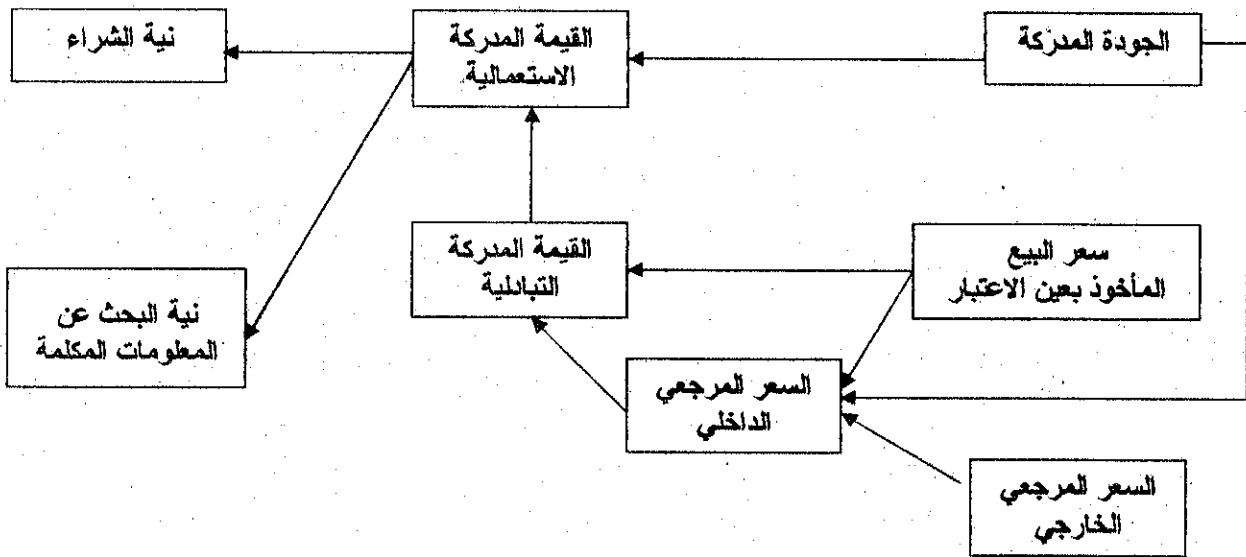 الجودة المدركة
القيمة المدركة
الاستعمالية
نية الشراء
سعر البيع
المأخوذ بعين الاعتبار
القيمة المدركة
التبادلية
نية البحث عن
المعلومات المكلمة
السعر المرجعي
الداخلي
السعر المرجعي
الخارجي